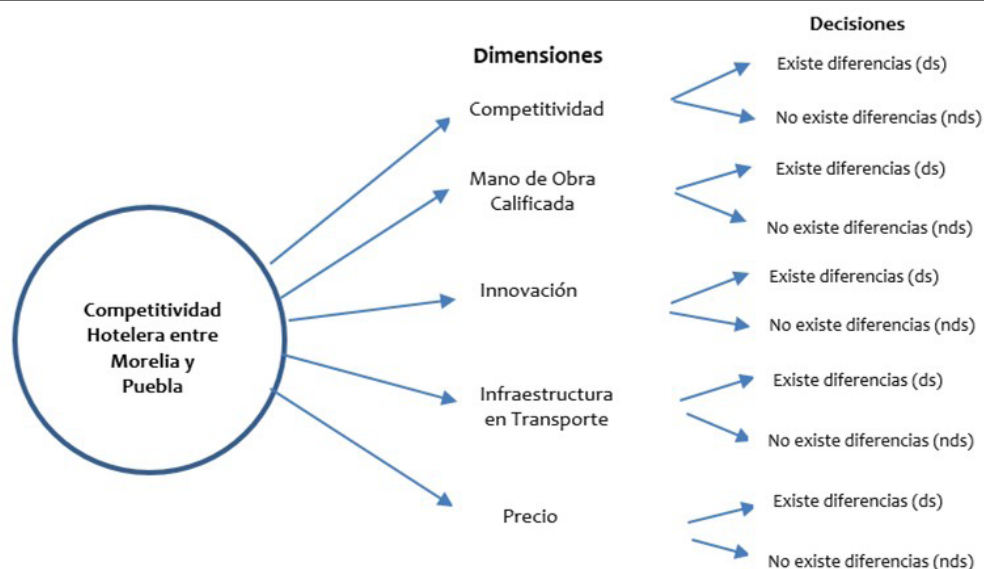 Decisiones
Dimensiones
Existe diferencias (ds)
Competitividad
No existe diferencias (nds)
Mano de Obra
Calificada
Existe diferencias (ds)
No existe diferencias (nds)
Innovación
Existe diferencias (ds)
No existe diferencias (nds)
Competitividad
Hotelera entre
Morelia y
Puebla
Infraestructura
en Transporte
Existe diferencias (ds)
No existe diferencias (nds)
Precio
Existe diferencias (ds)
No existe diferencias (nds)